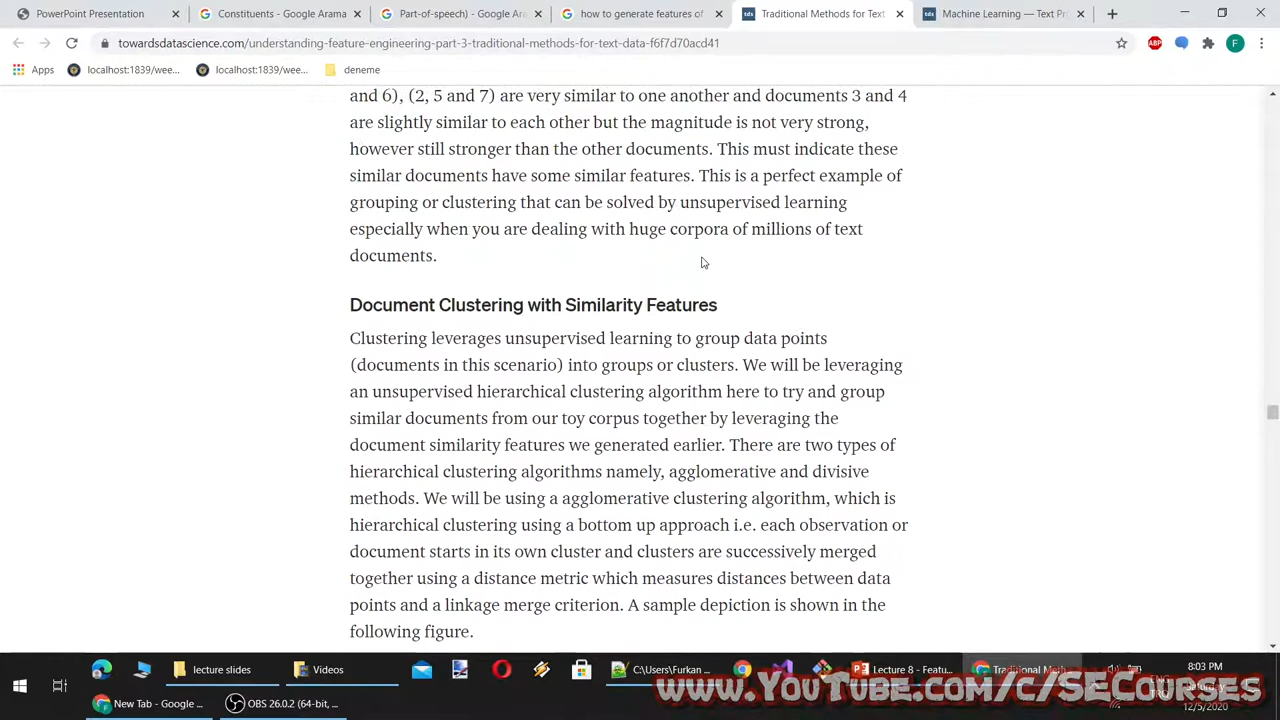 PowerPoint Presentation
Constituents - Google Arama
Part-of-speech) - Google Ara
how to generate features of
Traditional Methods for Text
Machine Learning — Text Pr
towardsdatascience.com/understanding-feature-engineering-part-3-traditional-methods-for-text-data-f6f7d70acd41
ABP
F
Apps
localhost:1839/wee...
localhost:1839/wee...
deneme
and 6), (2, 5 and 7) are very similar to one another and documents 3 and 4
are slightly similar to each other but the magnitude is not very strong,
however still stronger than the other documents. This must indicate these
similar documents have some similar features. This is a perfect example of
grouping or clustering that can be solved by unsupervised learning
especially when you are dealing with huge corpora of millions of text
documents.
Document Clustering with Similarity Features
Clustering leverages unsupervised learning to group data points
(documents in this scenario) into groups or clusters. We will be leveraging
an unsupervised hierarchical clustering algorithm here to try and group
similar documents from our toy corpus together by leveraging the
document similarity features we generated earlier. There are two types of
hierarchical clustering algorithms namely, agglomerative and divisive
methods. We will be using a agglomerative clustering algorithm, which is
hierarchical clustering using a bottom up approach i.e. each observation or
document starts in its own cluster and clusters are successively merged
together using a distance metric which measures distances between data
points and a linkage merge criterion. A sample depiction is shown in the
following figure.
lecture slides
Videos
C:\Users\Furkan ...
Lecture 8 - Featu...
Traditional Meth...
ENG
8:03 PM
New Tab - Google ...
OBS 26.0.2 (64-bit, ...
TRQ
Saturday
12/5/2020
www.YouTube.com/c/SECourses